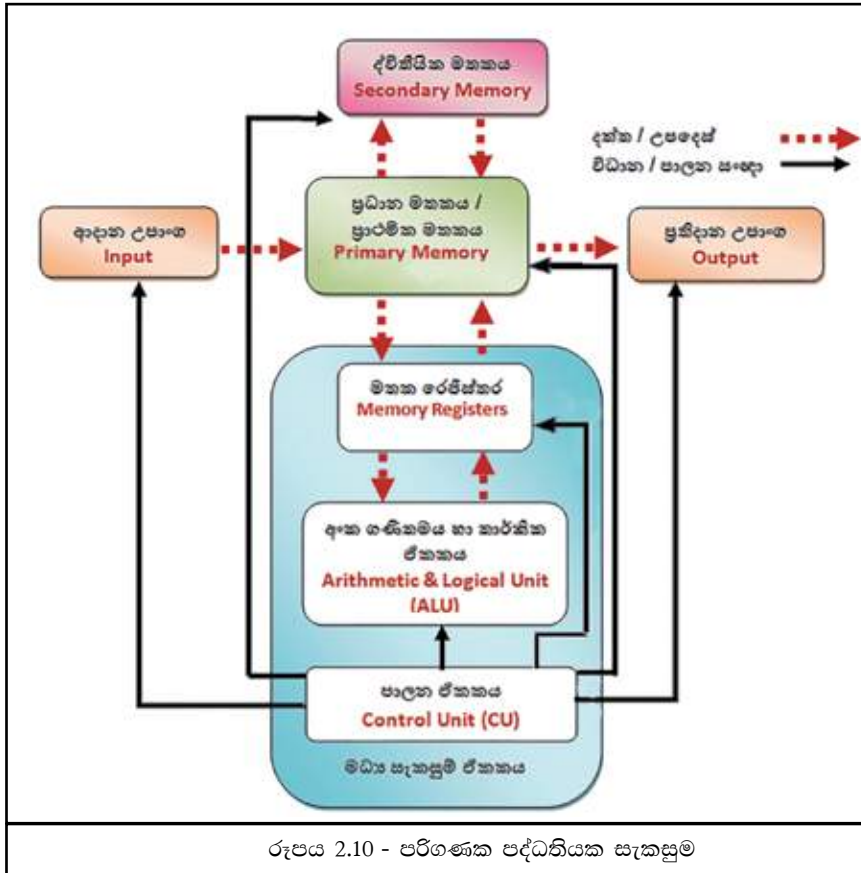 ද්විතීයික මතකය
Secondary Memory
දත්ත / උපදෙස්
විධාන / පාලන සංඥා
ප්‍රධාන මතකය /
ප්‍රාථමික මතකය
Primary Memory
ආදාන උපාංග
Input
ප්‍රතිදාන උපාංග
Output
මතක රෙජිස්තර
Memory Registers
අංක ගණිතමය හා තාර්කික
ඒකකය
Arithmetic & Logical Unit
(ALU)
පාලන ඒකකය
Control Unit (CU)
මධ්‍ය සැකසුම් ඒකකය
රූපය 2.10 - පරිගණක පද්ධතියක සැකසුම